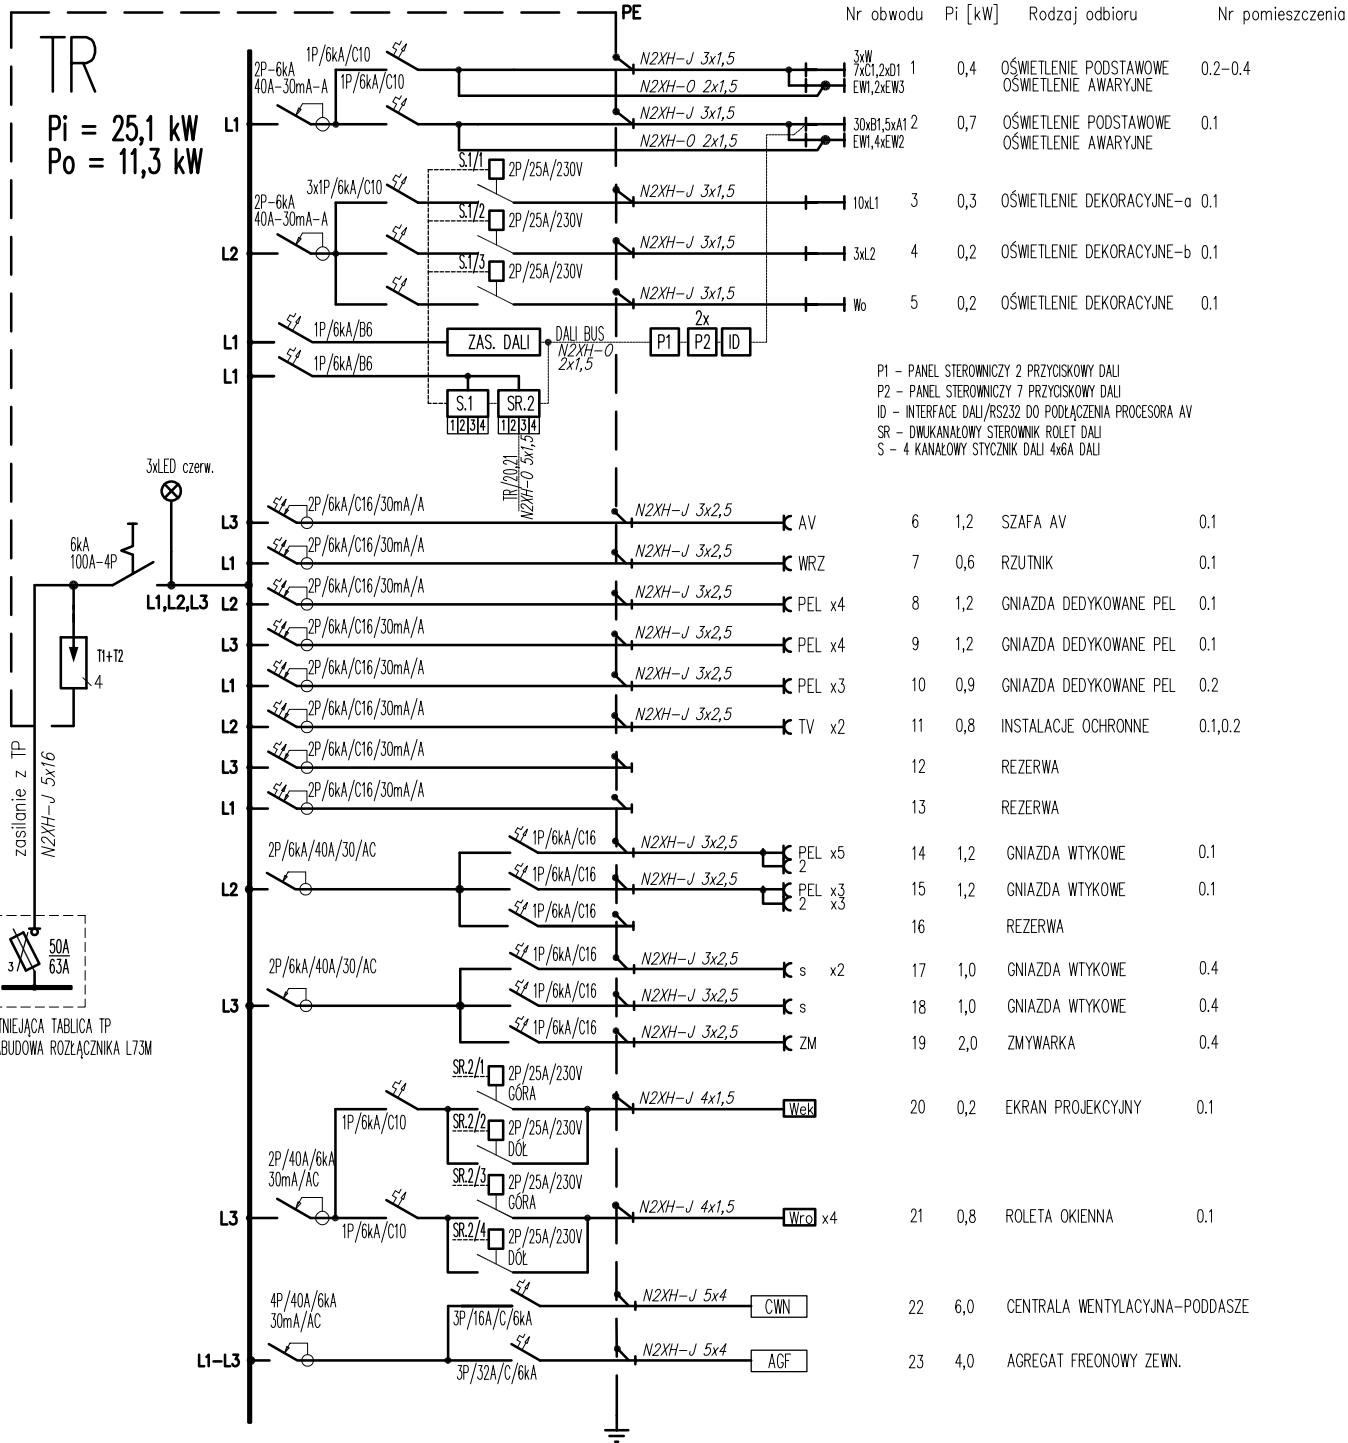 PE
Nr obwodu Pi [kW] Rodzaj odbioru Nr pomieszczenia
TR
Pi = 25,1 kW
Po = 11,3 kW
2P-6kA
40A-30mA-A
1P/6kA/C10
1P/6kA/C10
L1
N2XH-J 3x1,5
N2XH-O 2x1,5
3xW
7xC1,2xD1
EW1,2xEW3
1 0,4 OŚWIETLENIE PODSTAWOWE 0.2-0.4
OŚWIETLENIE AWARYJNE
N2XH-J 3x1,5
N2XH-O 2x1,5
30xB1,5xA1
EW1,4xEW2
2 0,7 OŚWIETLENIE PODSTAWOWE 0.1
OŚWIETLENIE AWARYJNE
2P-6kA
40A-30mA-A
3x1P/6kA/C10
L2
S.1/1 2P/25A/230V
N2XH-J 3x1,5
10xL1 3 0,3 OŚWIETLENIE DEKORACYJNE-a 0.1
S.1/2 2P/25A/230V
N2XH-J 3x1,5
3xL2 4 0,2 OŚWIETLENIE DEKORACYJNE-b 0.1
S.1/3 2P/25A/230V
N2XH-J 3x1,5
Wo 5 0,2 OŚWIETLENIE DEKORACYJNE 0.1
L1 1P/6kA/B6
ZAS. DALI
DALI BUS
N2XH-O
2x1,5
2x
P1 P2 ID
L1 1P/6kA/B6
S.1 SR.2
1 2 3 4 1 2 3 4
TR/20,21
N2XH-O 5x1,5
P1 - PANEL STEROWNICZY 2 PRZYCISKOWY DALI
P2 - PANEL STEROWNICZY 7 PRZYCISKOWY DALI
ID - INTERFACE DALI/RS232 DO PODŁĄCZENIA PROCESORA AV
SR - DWUKANAŁOWY STEROWNIK ROLET DALI
S - 4 KANAŁOWY STYCZNIK DALI 4x6A DALI
3xLED czerw.
6kA
100A-4P
L1,L2,L3
T1+T2
4
zasilanie z TP
N2XH-J 5x16
3 50A
63A
TNIEJĄCA TABLICA TP
ABUDOWA ROZŁĄCZNIKA L73M
L3 2P/6kA/C16/30mA/A N2XH-J 3x2,5 AV 6 1,2 SZAFA AV 0.1
L1 2P/6kA/C16/30mA/A N2XH-J 3x2,5 WRZ 7 0,6 RZUTNIK 0.1
L2 2P/6kA/C16/30mA/A N2XH-J 3x2,5 PEL x4 8 1,2 GNIAZDA DEDYKOWANE PEL 0.1
L3 2P/6kA/C16/30mA/A N2XH-J 3x2,5 PEL x4 9 1,2 GNIAZDA DEDYKOWANE PEL 0.1
L1 2P/6kA/C16/30mA/A N2XH-J 3x2,5 PEL x3 10 0,9 GNIAZDA DEDYKOWANE PEL 0.2
L2 2P/6kA/C16/30mA/A N2XH-J 3x2,5 TV x2 11 0,8 INSTALACJE OCHRONNE 0.1,0.2
L3 2P/6kA/C16/30mA/A 12 REZERWA
L1 2P/6kA/C16/30mA/A 13 REZERWA
2P/6kA/40A/30/AC
L2
1P/6kA/C16 N2XH-J 3x2,5 PEL x5 14 1,2 GNIAZDA WTYKOWE 0.1
2
1P/6kA/C16 N2XH-J 3x2,5 PEL x3 15 1,2 GNIAZDA WTYKOWE 0.1
2 x3
1P/6kA/C16 16 REZERWA
2P/6kA/40A/30/AC
L3
1P/6kA/C16 N2XH-J 3x2,5 s x2 17 1,0 GNIAZDA WTYKOWE 0.4
1P/6kA/C16 N2XH-J 3x2,5 s 18 1,0 GNIAZDA WTYKOWE 0.4
1P/6kA/C16 N2XH-J 3x2,5 ZM 19 2,0 ZMYWARKA 0.4
2P/40A/6kA
30mA/AC
L3
1P/6kA/C10
SR.2/1 2P/25A/230V
GÓRA
SR.2/2 2P/25A/230V
DÓŁ
N2XH-J 4x1,5 Wek 20 0,2 EKRAN PROJEKCYJNY 0.1
1P/6kA/C10
SR.2/3 2P/25A/230V
GÓRA
SR.2/4 2P/25A/230V
DÓŁ
N2XH-J 4x1,5 Wro x4 21 0,8 ROLETA OKIENNA 0.1
4P/40A/6kA
30mA/AC
L1-L3
3P/16A/C/6kA N2XH-J 5x4 CWN 22 6,0 CENTRALA WENTYLACYJNA-PODDASZE
3P/32A/C/6kA N2XH-J 5x4 AGF 23 4,0 AGREGAT FREONOWY ZEWN.